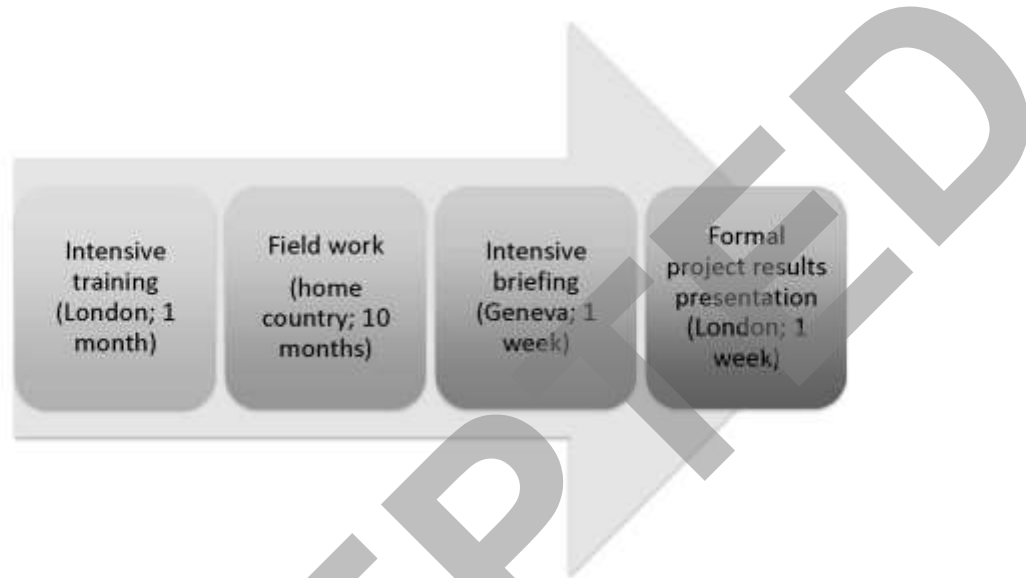 Intensive
training
(London; 1
month)
Field work
(home
country; 10
months)
Intensive
briefing
(Geneva; 1
week)
Formal
project results
presentation
(London; 1
week)
PTED